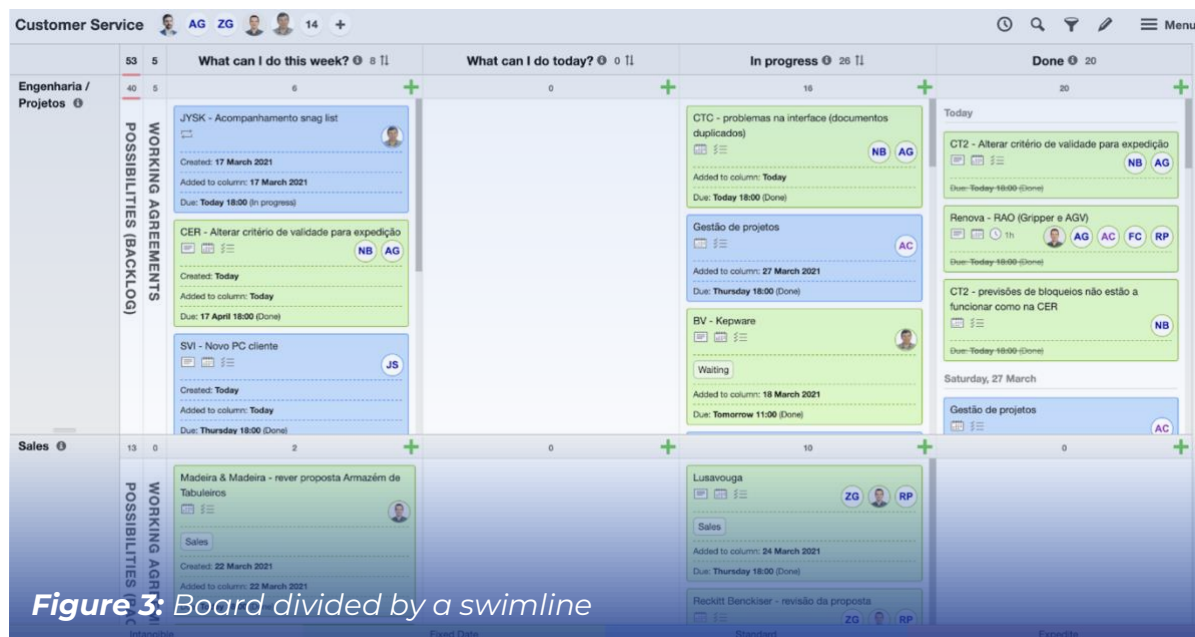 Customer Service AG ZG 14 + Menu
53 5 What can I do this week? 8 What can I do today? 0 In progress 26 Done 20
Engenharia /
Projetos
40 5 6 0 16 20
POSSIBILITIES (BACKLOG)
WORKING AGREEMENTS
JYSK - Acompanhamento snag list
Created: 17 March 2021
Added to column: 17 March 2021
Due: Today 18:00 (In progress)
CER - Alterar critério de validade para expedição
NB AG
Created: Today
Added to column: Today
Due: 17 April 18:00 (Done)
SVI - Novo PC cliente
JS
Created: Today
Added to column: Today
Due: Thursday 18:00 (Done)
CTC - problemas na interface (documentos
duplicados)
NB AG
Added to column: Today
Due: Today 18:00 (Done)
Gestão de projetos
AC
Added to column: 27 March 2021
Due: Thursday 18:00 (Done)
BV - Kepware
Waiting
Added to column: 18 March 2021
Due: Tomorrow 11:00 (Done)
Today
CT2 - Alterar critério de validade para expedição
NB AG
Due: Today 18:00 (Done)
Renova - RAO (Gripper e AGV)
1h AG AC FC RP
Due: Today 18:00 (Done)
CT2 - previsões de bloqueios não estão a
funcionar como na CER
NB
Due: Today 18:00 (Done)
Saturday, 27 March
Gestão de projetos
AC
Sales 13 0 2 0 10 0
POSSIBILITIES (BAC
WORKING AGREEM
Madeira & Madeira - rever proposta Armazém de
Tabuleiros
Sales
Created: 22 March 2021
Added to column: 22 March 2021
Lusavouga
ZG RP
Sales
Added to column: 24 March 2021
Due: Thursday 18:00 (Done)
Reckitt Benckiser - revisão da proposta
ZG RP
Figure 3: Board divided by a swimline
Intangible Fixed Date Standard Expedite